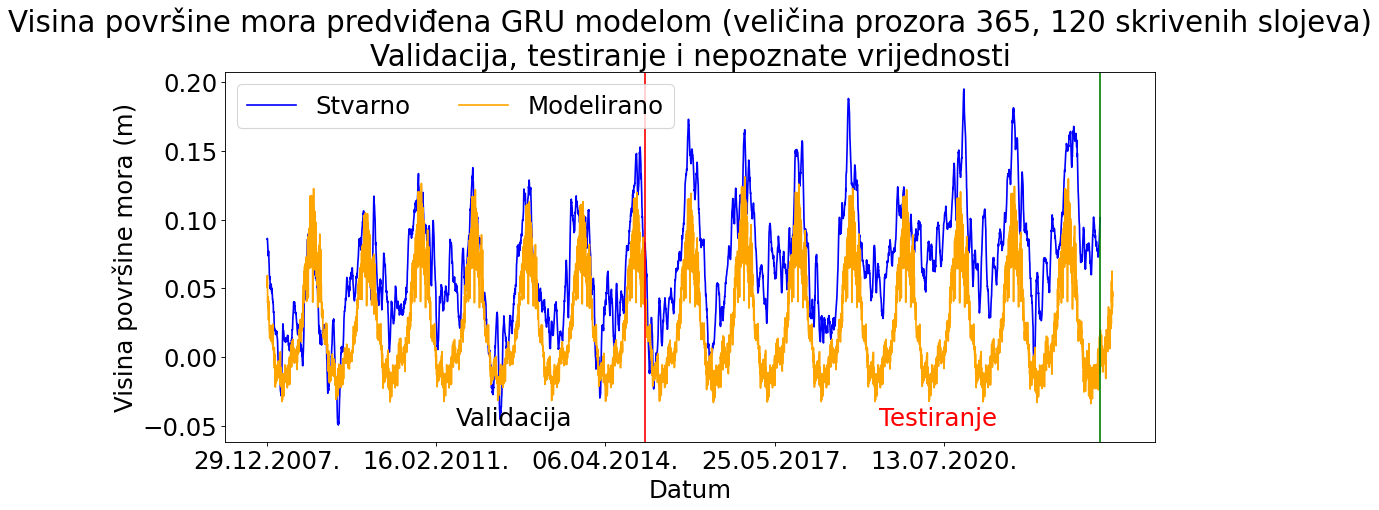 Visina površine mora predviđena GRU modelom (veličina prozora 365, 120 skrivenih slojeva)
Validacija, testiranje i nepoznate vrijednosti
Stvarno
Modelirano
Visina površine mora (m)
0.20
0.15
0.10
0.05
0.00
−0.05
Validacija
Testiranje
29.12.2007.
16.02.2011.
06.04.2014.
25.05.2017.
13.07.2020.
Datum